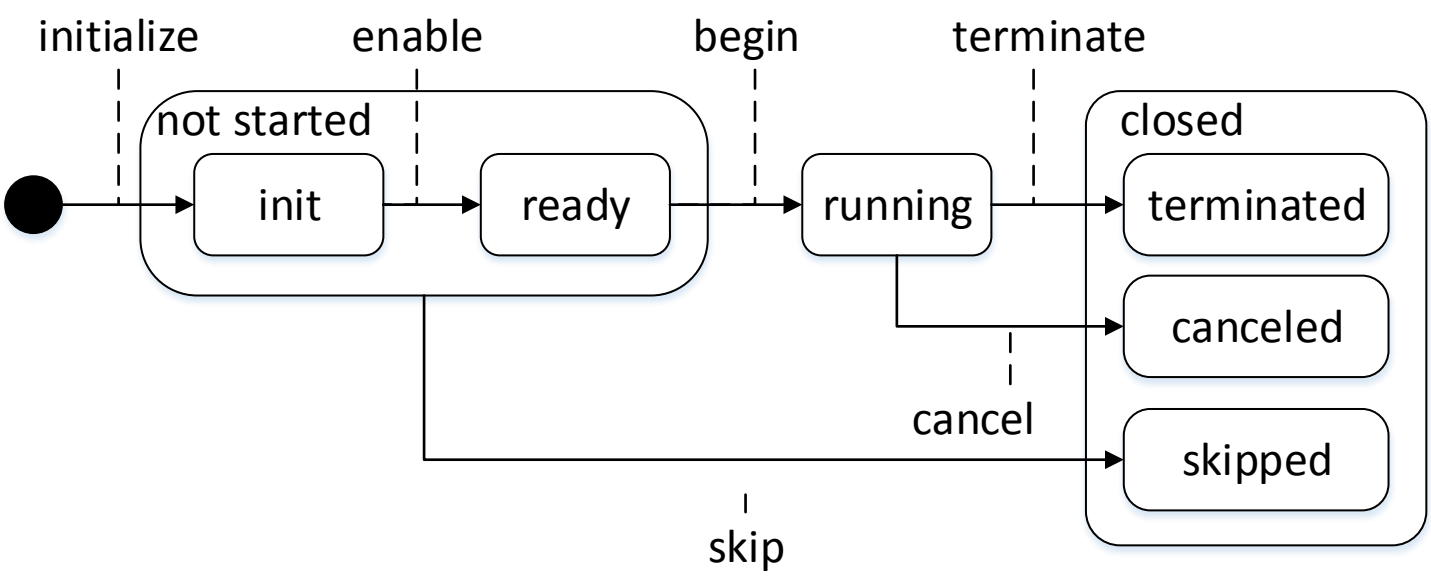 initialize
enable
begin
terminate
not started
closed
init
ready
running
terminated
canceled
cancel
skipped
skip